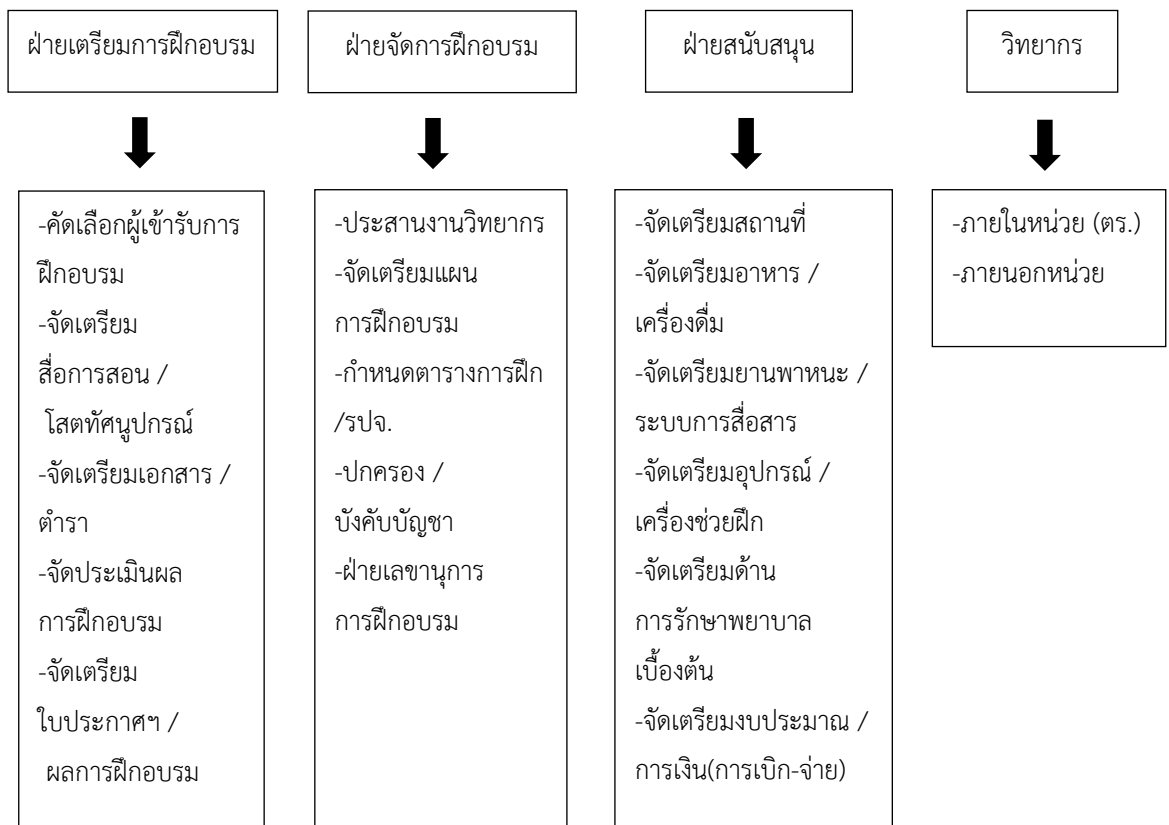 ฝ่ายเตรียมการฝึกอบรม
-คัดเลือกผู้เข้ารับการ
ฝึกอบรม
-จัดเตรียม
สื่อการสอน /
โสตทัศนูปกรณ์
-จัดเตรียมเอกสาร /
ตำรา
-จัดประเมินผล
การฝึกอบรม
-จัดเตรียม
ใบประกาศฯ /
ผลการฝึกอบรม
ฝ่ายจัดการฝึกอบรม
-ประสานงานวิทยากร
-จัดเตรียมแผน
การฝึกอบรม
-กำหนดตารางการฝึก
/รปจ.
-ปกครอง /
บังคับบัญชา
-ฝ่ายเลขานุการ
การฝึกอบรม
ฝ่ายสนับสนุน
-จัดเตรียมสถานที่
-จัดเตรียมอาหาร /
เครื่องดื่ม
-จัดเตรียมยานพาหนะ /
ระบบการสื่อสาร
-จัดเตรียมอุปกรณ์ /
เครื่องช่วยฝึก
-จัดเตรียมด้าน
การรักษาพยาบาล
เบื้องต้น
-จัดเตรียมงบประมาณ /
การเงิน(การเบิก-จ่าย)
วิทยากร
-ภายในหน่วย (ตร.)
-ภายนอกหน่วย